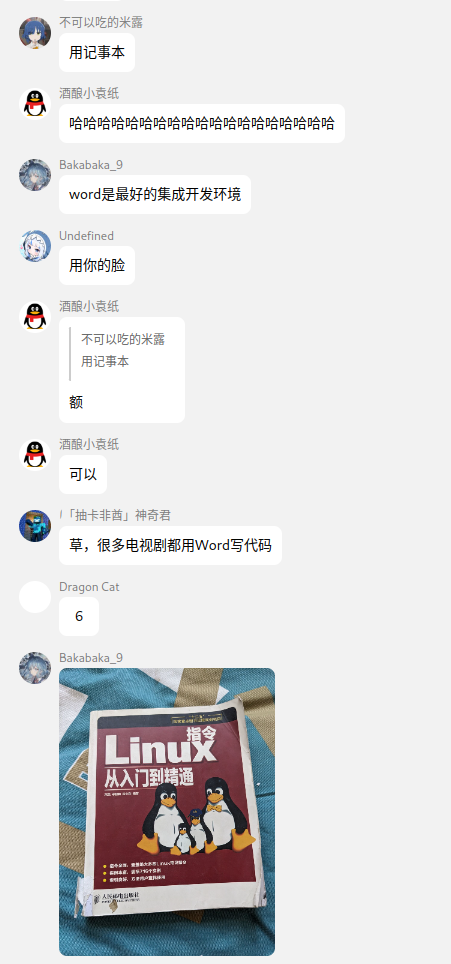 不可以吃的米露
用记事本
酒酿小袁纸
哈哈哈哈哈哈哈哈哈哈哈哈哈哈哈哈哈哈哈
Bakabaka_9
word是最好的集成开发环境
Undefined
用你的脸
酒酿小袁纸
不可以吃的米露
用记事本
额
酒酿小袁纸
可以
「抽卡非酋」神奇君
草，很多电视剧都用Word写代码
Dragon Cat
6
Bakabaka_9
指令
Linux
从入门到精通
人民邮电出版社